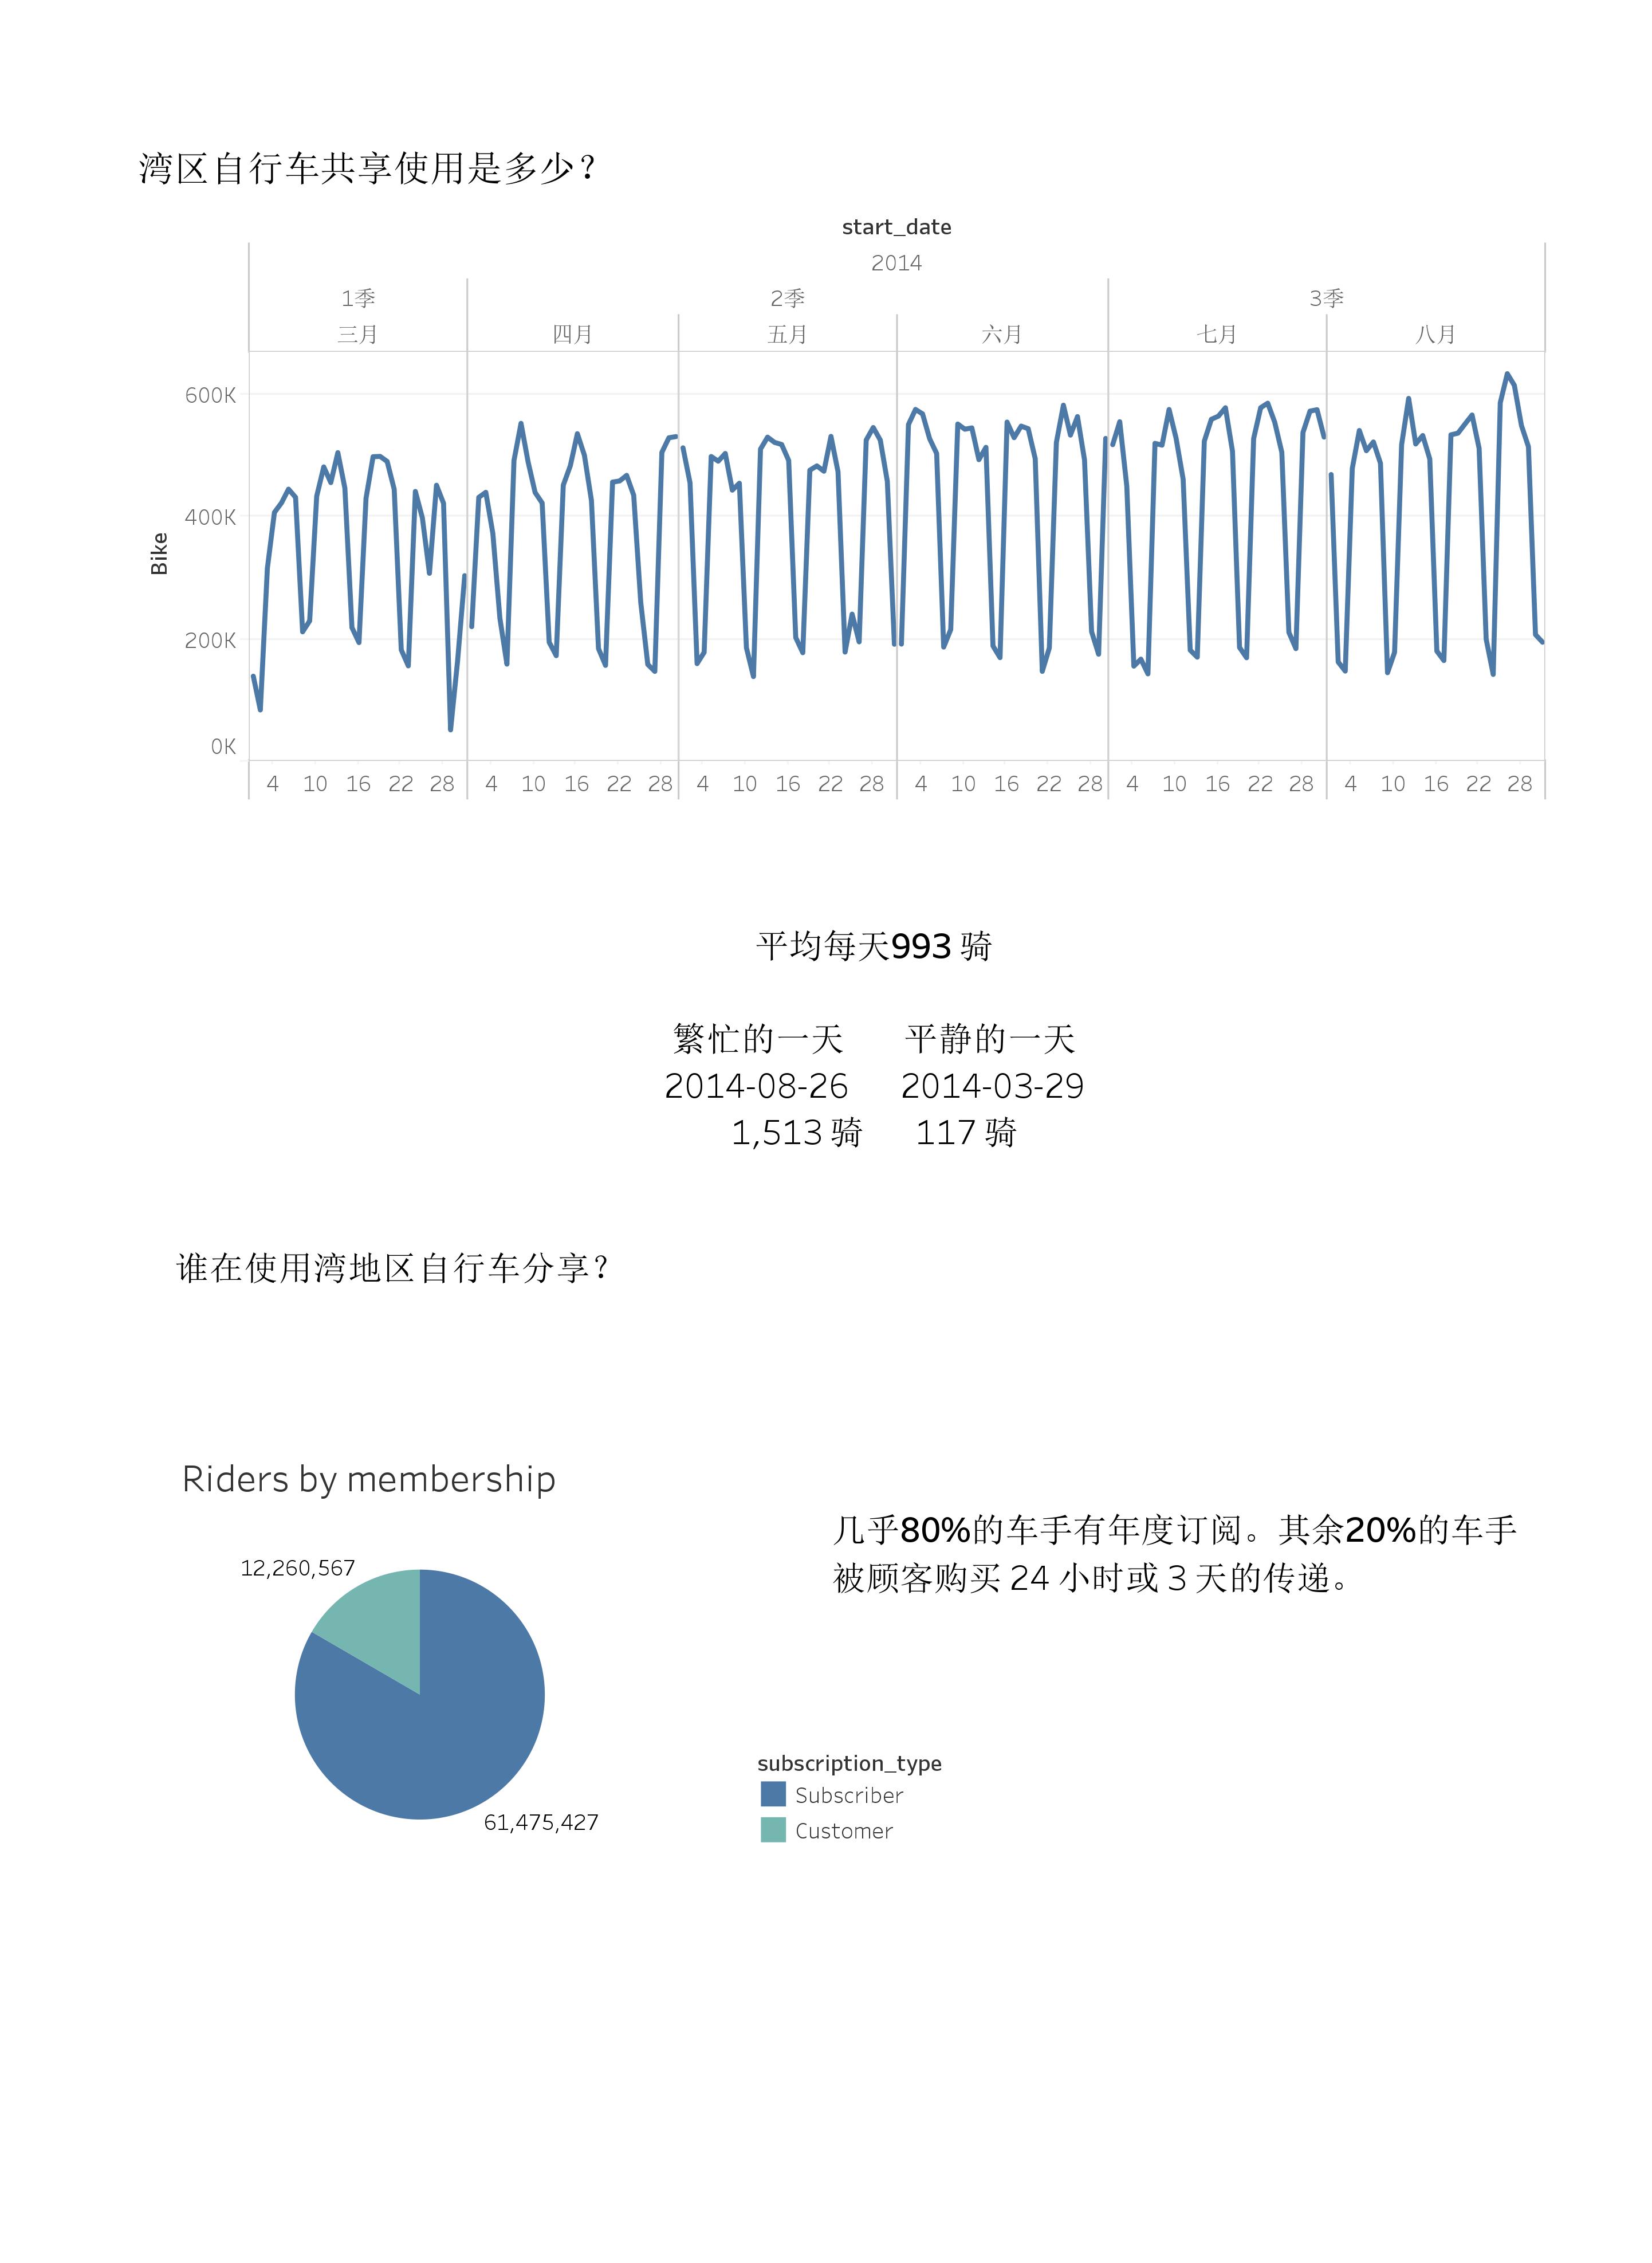 湾区自行车共享使用是多少？
start_date
2014
1季 2季 3季
三月 四月 五月 六月 七月 八月
600K
400K
200K
0K
Bike
4 10 16 22 28 4 10 16 22 28 4 10 16 22 28 4 10 16 22 28 4 10 16 22 28 4 10 16 22 28
平均每天993 骑
繁忙的一天 平静的一天
2014-08-26 2014-03-29
1,513 骑 117 骑
谁在使用湾地区自行车分享？
Riders by membership
几乎80%的车手有年度订阅。其余20%的车手
被顾客购买 24 小时或 3 天的传递。
12,260,567
61,475,427
subscription_type
Subscriber
Customer